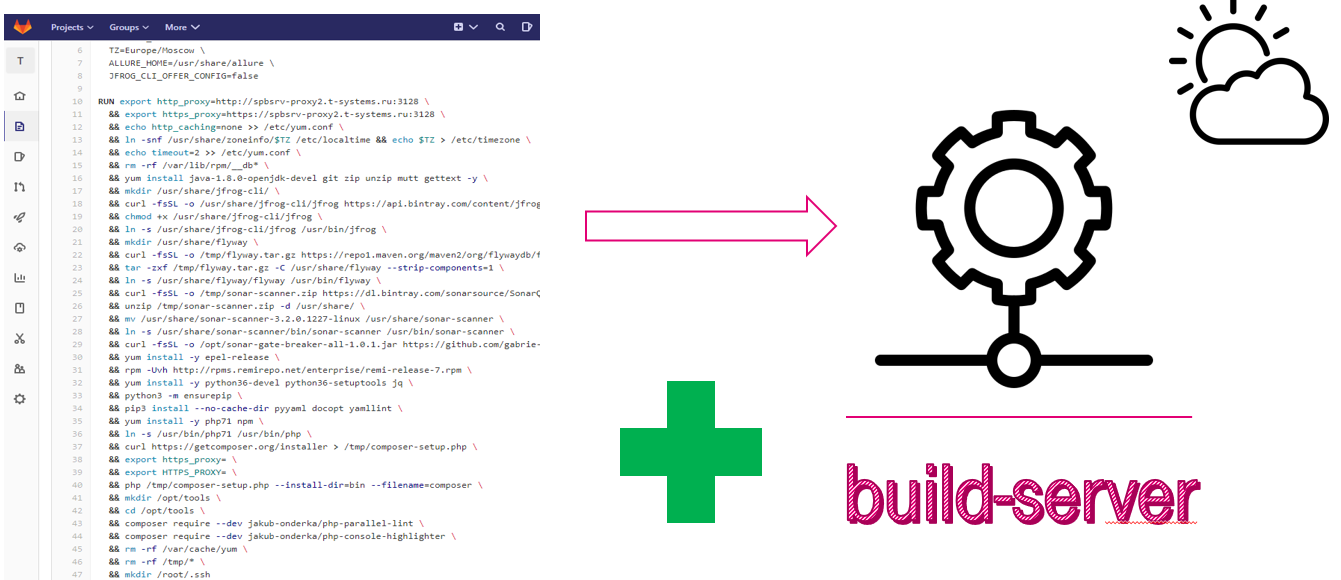 Projects Groups More
T
6 TZ=Europe/Moscow \
7 ALLURE_HOME=/usr/share/allure \
8 JFROG_CLI_OFFER_CONFIG=false
9
10 RUN export http_proxy=http://spbsrv-proxy2.t-systems.ru:3128 \
11 && export https_proxy=https://spbsrv-proxy2.t-systems.ru:3128 \
12 && echo http_caching=none >> /etc/yum.conf \
13 && ln -snf /usr/share/zoneinfo/$TZ /etc/localtime && echo $TZ > /etc/timezone \
14 && echo timeout=2 >> /etc/yum.conf \
15 && rm -rf /var/lib/rpm/__db* \
16 && yum install java-1.8.0-openjdk-devel git zip unzip mutt gettext -y \
17 && mkdir /usr/share/jfrog-cli/ \
18 && curl -fsSL -o /usr/share/jfrog-cli/jfrog https://api.bintray.com/content/jfrog
19 && chmod +x /usr/share/jfrog-cli/jfrog \
20 && ln -s /usr/share/jfrog-cli/jfrog /usr/bin/jfrog \
21 && mkdir /usr/share/flyway \
22 && curl -fsSL -o /tmp/flyway.tar.gz https://repo1.maven.org/maven2/org/flywaydb/f
23 && tar -zxf /tmp/flyway.tar.gz -C /usr/share/flyway --strip-components=1 \
24 && ln -s /usr/share/flyway/flyway /usr/bin/flyway \
25 && curl -fsSL -o /tmp/sonar-scanner.zip https://dl.bintray.com/sonarsource/SonarQ
26 && unzip /tmp/sonar-scanner.zip -d /usr/share/ \
27 && mv /usr/share/sonar-scanner-3.2.0.1227-linux /usr/share/sonar-scanner \
28 && ln -s /usr/share/sonar-scanner/bin/sonar-scanner /usr/bin/sonar-scanner \
29 && curl -fsSL -o /opt/sonar-gate-breaker-all-1.0.1.jar https://github.com/gabrie-
30 && yum install -y epel-release \
31 && rpm -Uvh http://rpms.remirepo.net/enterprise/remi-release-7.rpm \
32 && yum install -y python36-devel python36-setuptools jq \
33 && python3 -m ensurepip \
34 && pip3 install --no-cache-dir pyyaml docopt yamllint \
35 && yum install -y php71 npm \
36 && ln -s /usr/bin/php71 /usr/bin/php \
37 && curl https://getcomposer.org/installer > /tmp/composer-setup.php \
38 && export https_proxy= \
39 && export HTTPS_PROXY= \
40 && php /tmp/composer-setup.php --install-dir=bin --filename=composer \
41 && mkdir /opt/tools \
42 && cd /opt/tools \
43 && composer require --dev jakub-onderka/php-parallel-lint \
44 && composer require --dev jakub-onderka/php-console-highlighter \
45 && rm -rf /var/cache/yum \
46 && rm -rf /tmp/* \
47 && mkdir /root/.ssh
build-server